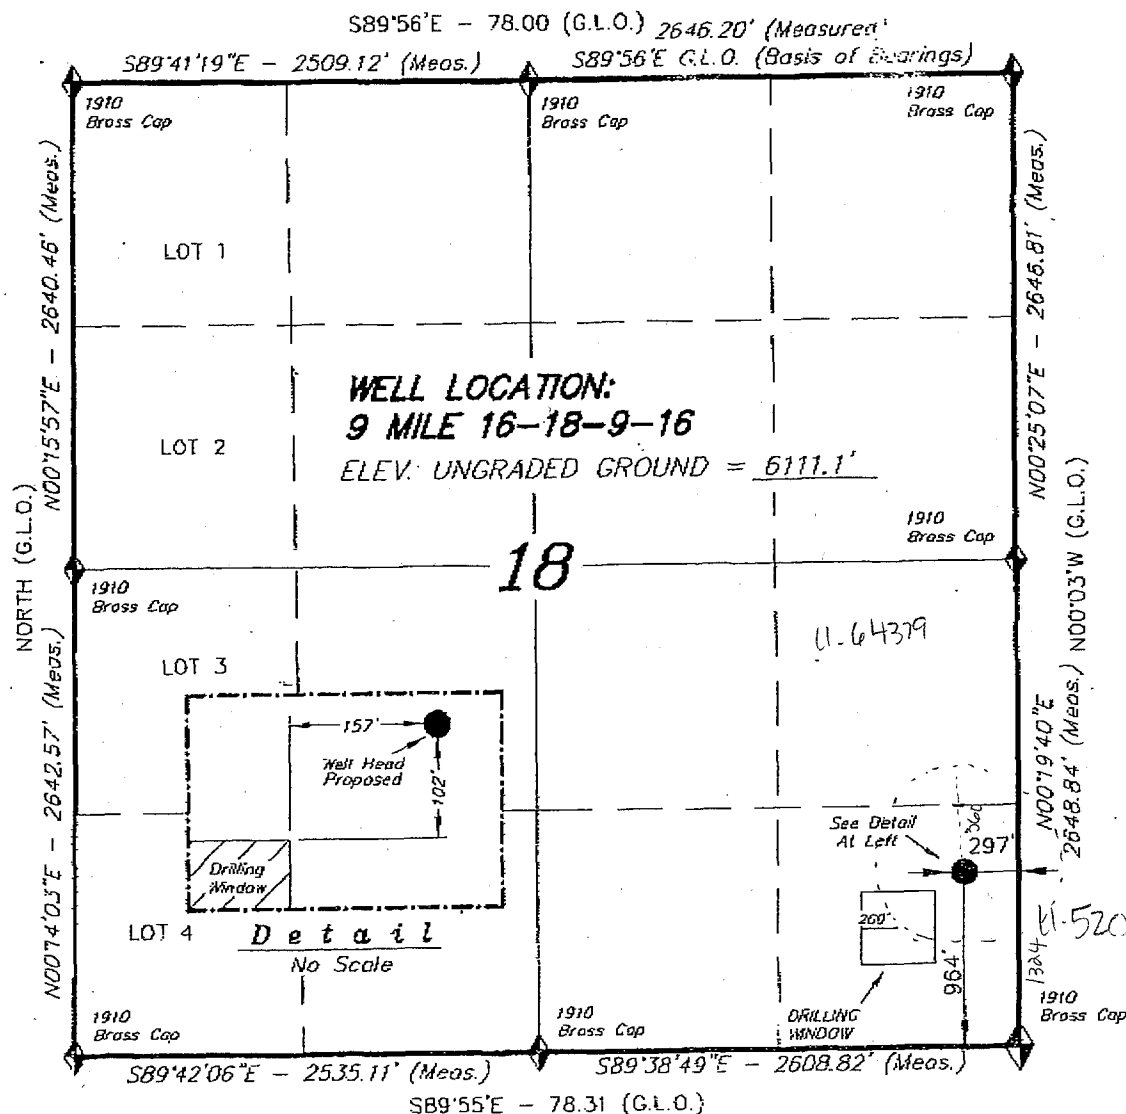 S89°56'E - 78.00 (G.L.O.) 2646.20' (Measured)
S89°41'19"E - 2509.12' (Meas.)
S89°56'E G.L.O. (Basis of Bearings)
1910
Brass Cap
1910
Brass Cap
1910
Brass Cap
N00°15'57"E - 2640.46' (Meas.)
N00°25'07"E - 2646.81' (Meas.)
LOT 1
WELL LOCATION:
9 MILE 16-18-9-16
ELEV. UNGRADED GROUND = 6111.1'
LOT 2
1910
Brass Cap
NORTH (G.L.O.)
18
N00°03'W (G.L.O.)
1910
Brass Cap
U-64379
LOT 3
N00°14'03"E - 2642.57' (Meas.)
N00°19'40"E
2648.84' (Meas.)
157'
Well Head
Proposed
102'
Drilling
Window
See Detail
At Left
360
297'
LOT 4
Detail
No Scale
260'
964'
1324
U-520
DRILLING
WINDOW
1910
Brass Cap
1910
Brass Cap
1910
Brass Cap
S89°42'06"E - 2535.11' (Meas.)
S89°38'49"E - 2608.82' (Meas.)
S89°55'E - 78.31 (G.L.O.)